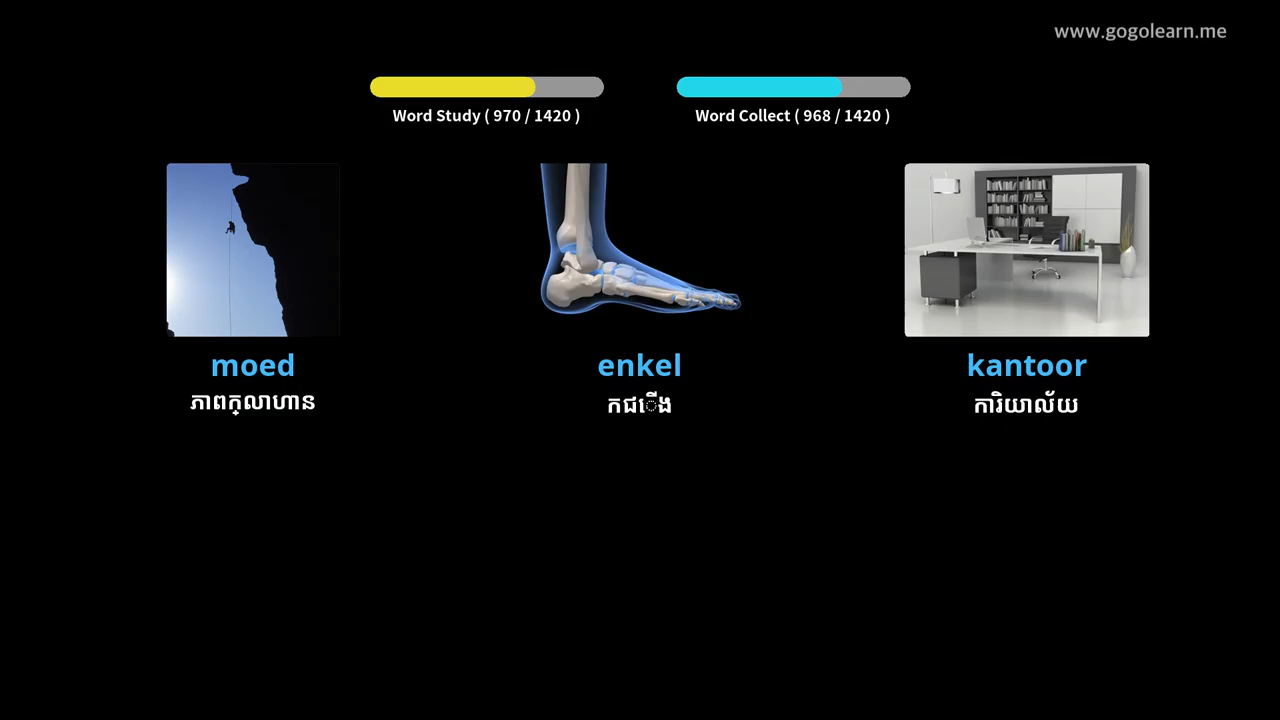 www.gogolearn.me
Word Study ( 970 / 1420 )
Word Collect ( 968 / 1420 )
moed
ភាពក្លាហាន
enkel
កជើង
kantoor
ការិយាល័យ